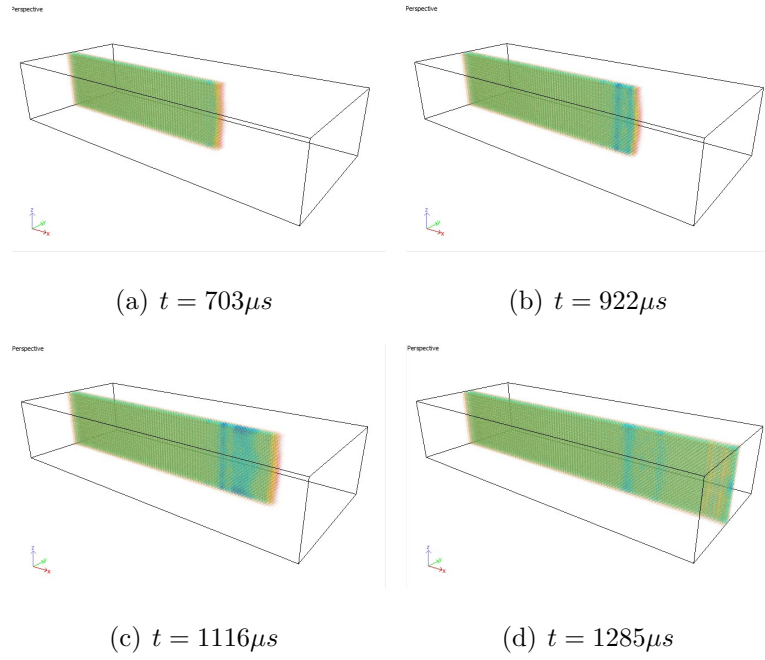 Perspective
Perspective
z
y
x
z
y
x
(a) t = 703μs
(b) t = 922μs
Perspective
Perspective
z
y
x
z
y
x
(c) t = 1116μs
(d) t = 1285μs